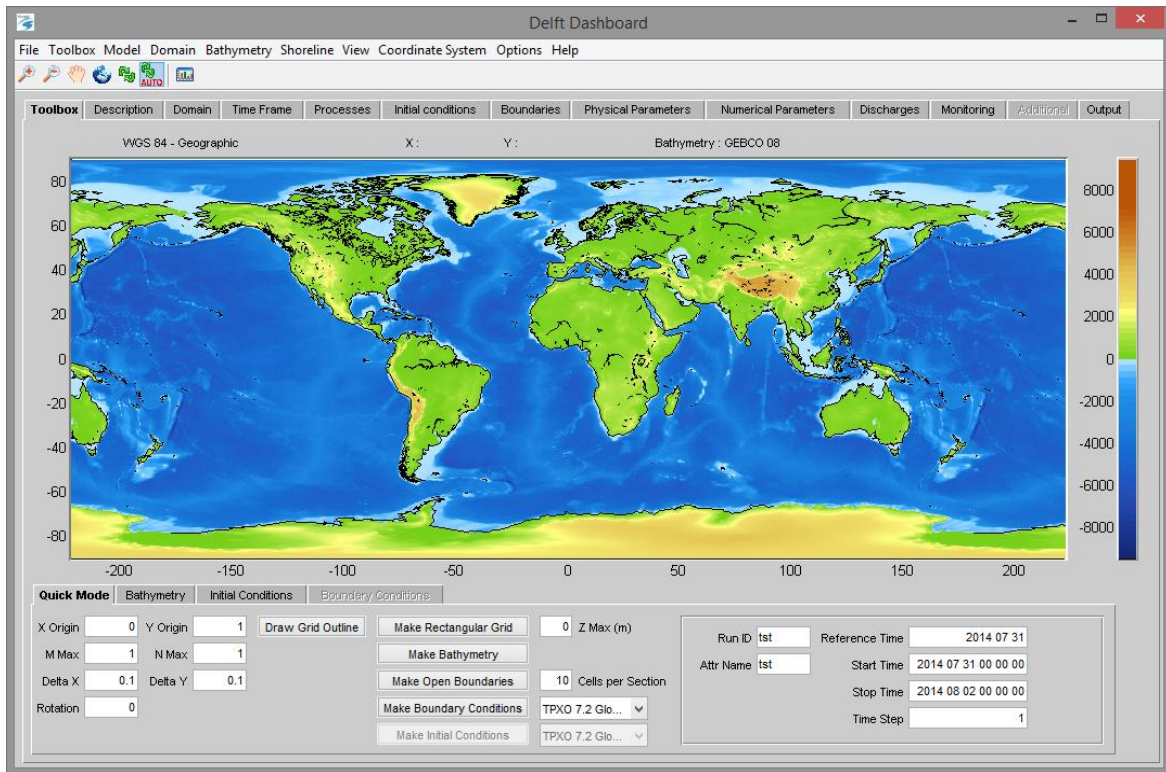 Delft Dashboard
File Toolbox Model Domain Bathymetry Shoreline View Coordinate System Options Help
AUTO
Toolbox Description Domain Time Frame Processes Initial conditions Boundaries Physical Parameters Numerical Parameters Discharges Monitoring Additional Output
WGS 84 - Geographic X : Y : Bathymetry : GEBCO 08
80
60
40
20
0
-20
-40
-60
-80
-200 -150 -100 -50 0 50 100 150 200
8000
6000
4000
2000
0
-2000
-4000
-6000
-8000
Quick Mode Bathymetry Initial Conditions Boundary Conditions
X Origin 0 Y Origin 1 Draw Grid Outline Make Rectangular Grid 0 Z Max (m)
M Max 1 N Max 1 Make Bathymetry
Delta X 0.1 Delta Y 0.1 Make Open Boundaries 10 Cells per Section
Rotation 0 Make Boundary Conditions TPXO 7.2 Glo...
Make Initial Conditions TPXO 7.2 Glo...
Run ID tst Reference Time 2014 07 31
Attr Name tst Start Time 2014 07 31 00 00 00
Stop Time 2014 08 02 00 00 00
Time Step 1